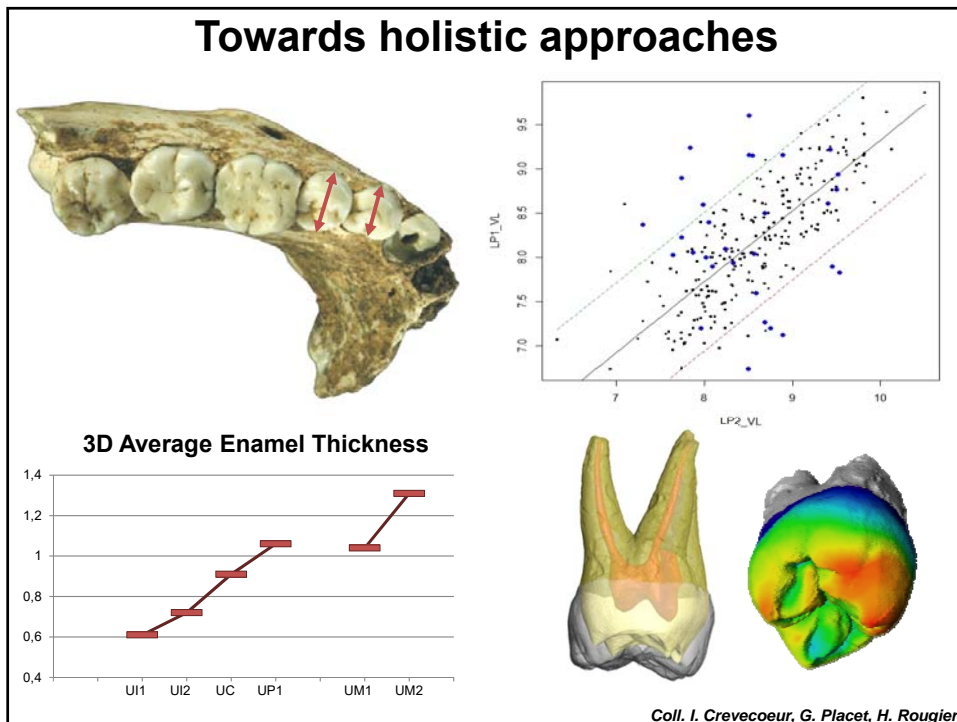 Towards holistic approaches
LP1_VL
9.5
9.0
8.5
8.0
7.5
7.0
7 8 9 10
LP2_VL
3D Average Enamel Thickness
1,4
1,2
1
0,8
0,6
0,4
UI1 UI2 UC UP1 UM1 UM2
Coll. I. Crevecoeur, G. Placet, H. Rougier